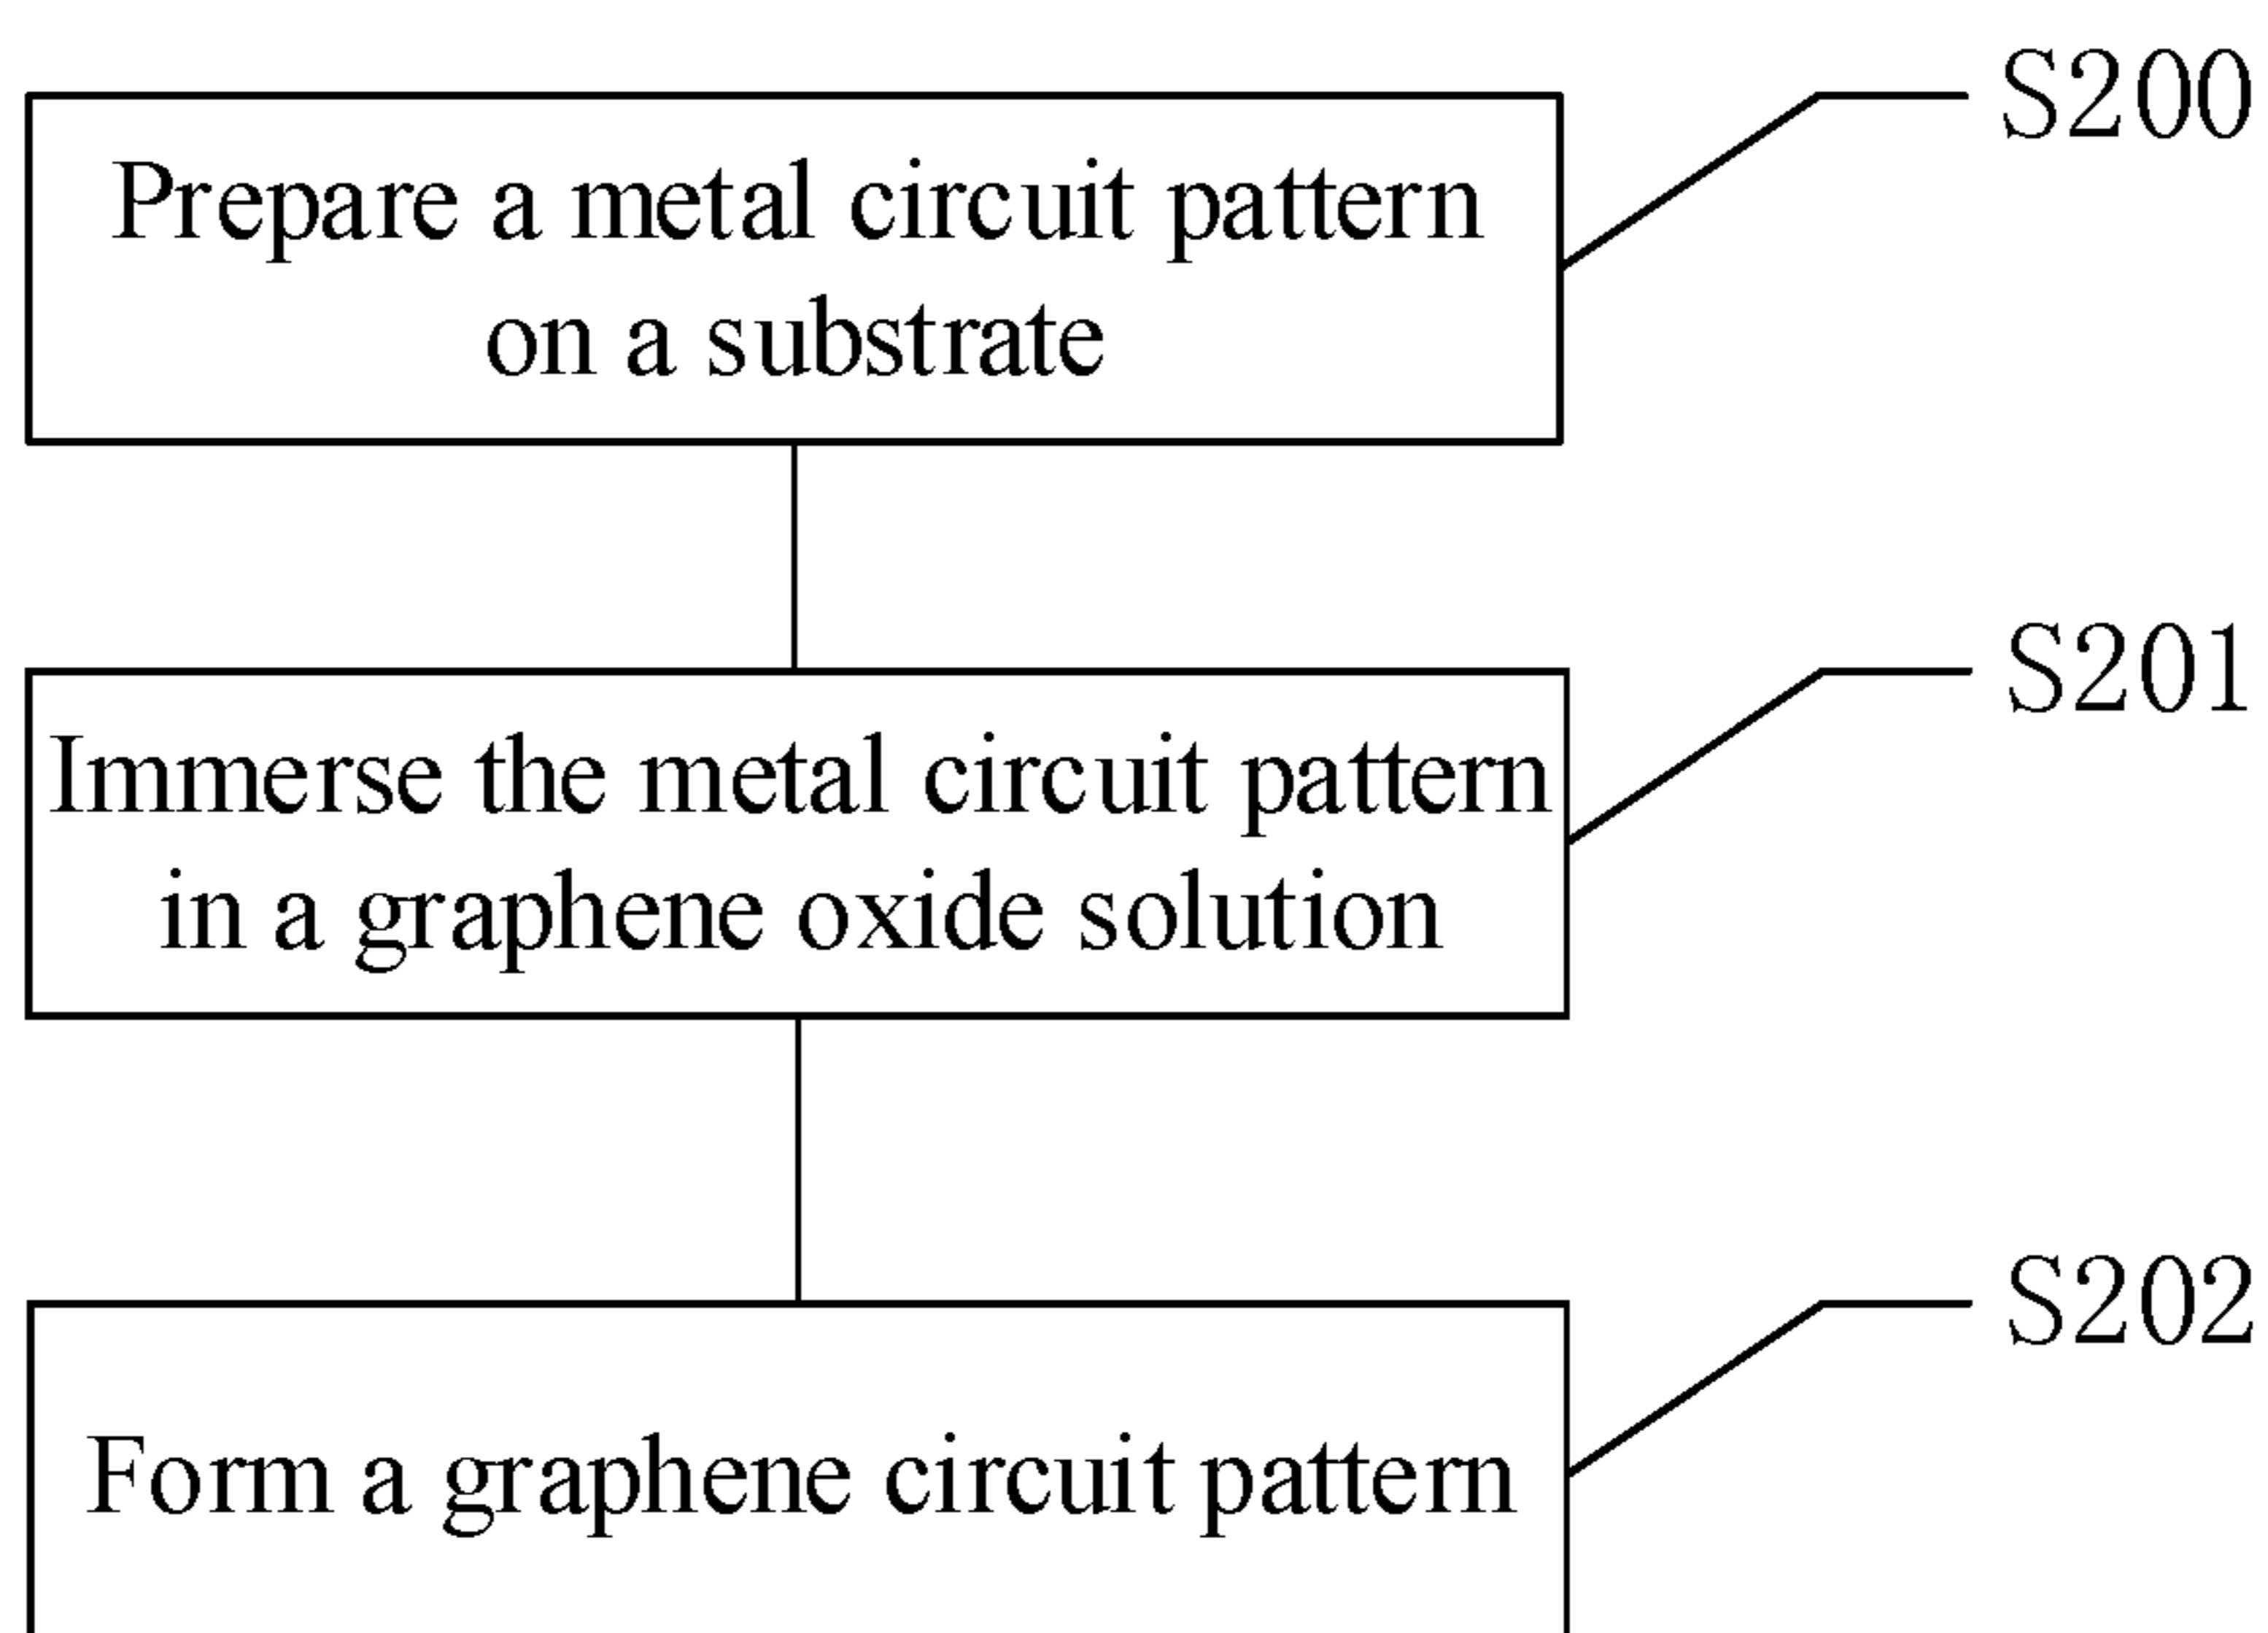 S200
Prepare a metal circuit pattern
on a substrate
S201
Immerse the metal circuit pattern
in a graphene oxide solution
S202
Form a graphene circuit pattern